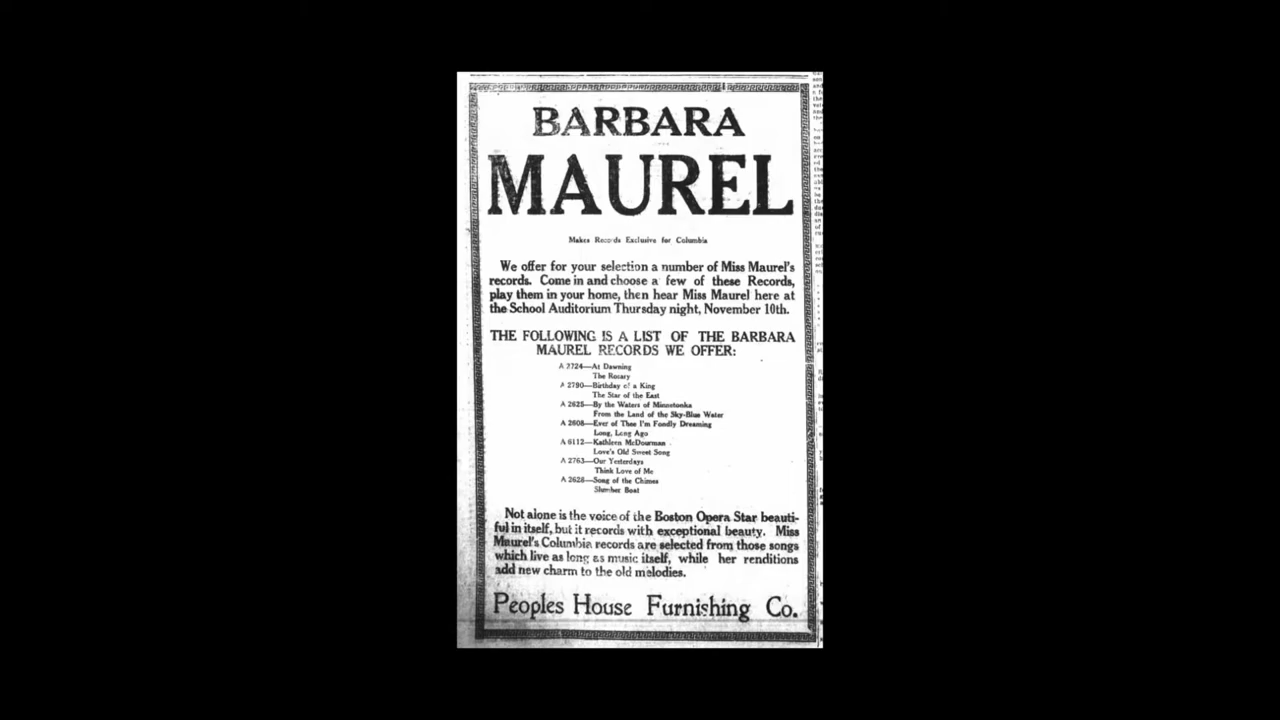 BARBARA
MAUREL
Makes Records Exclusive for Columbia
We offer for your selection a number of Miss Maurel's
records. Come in and choose a few of these Records,
play them in your home, then hear Miss Maurel here at
the School Auditorium Thursday night, November 10th.
THE FOLLOWING IS A LIST OF THE BARBARA
MAUREL RECORDS WE OFFER:
A 2724—At Dawning
The Rosary
A 2790—Birthday of a King
The Star of the East
A 2625—By the Waters of Minnetonka
From the Land of the Sky-Blue Water
A 2608—Ever of Thee I'm Fondly Dreaming
Long, Long Ago
A 6112—Kathleen McDourman
Love's Old Sweet Song
A 2763—Our Yesterdays
Think Love of Me
A 2628—Song of the Chimes
Slumber Boat
Not alone is the voice of the Boston Opera Star beauti-
ful in itself, but it records with exceptional beauty. Miss
Maurel's Columbia records are selected from those songs
which live as long as music itself, while her renditions
add new charm to the old melodies.
Peoples House Furnishing Co.